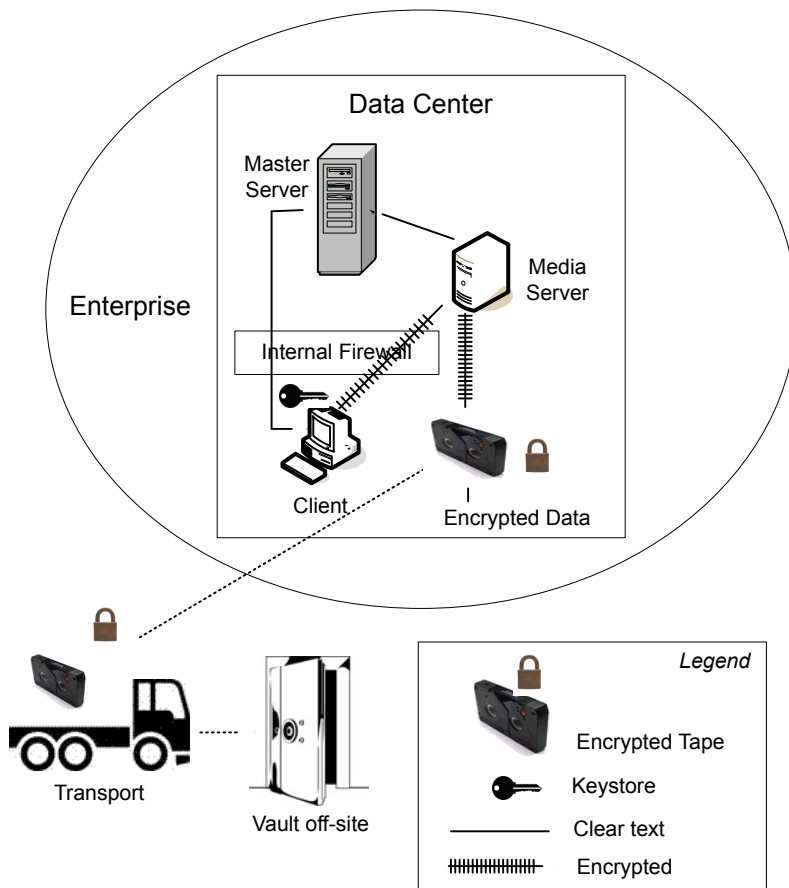 Data Center
Master
Server
Media
Server
Enterprise
Internal Firewall
Client
Encrypted Data
Transport
Vault off-site
Legend
Encrypted Tape
Keystore
Clear text
Encrypted